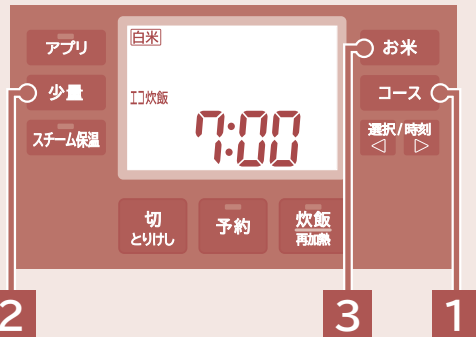 アプリ
少量
スチーム保温
白米
エコ炊飯
7:00
お米
コース
選択/時刻
◁ ▷
切
とりけし
予約
炊飯
再加熱
2
3
1